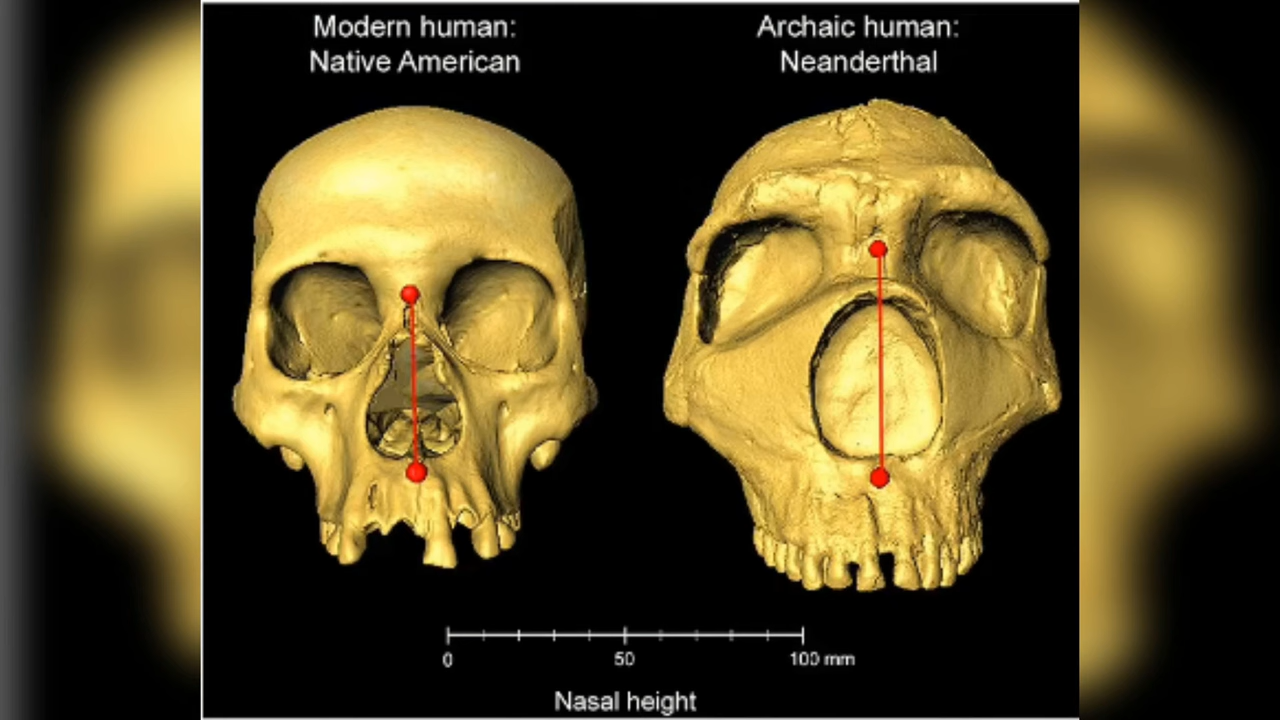 Modern human:
Native American
Archaic human:
Neanderthal
0 50 100 mm
Nasal height